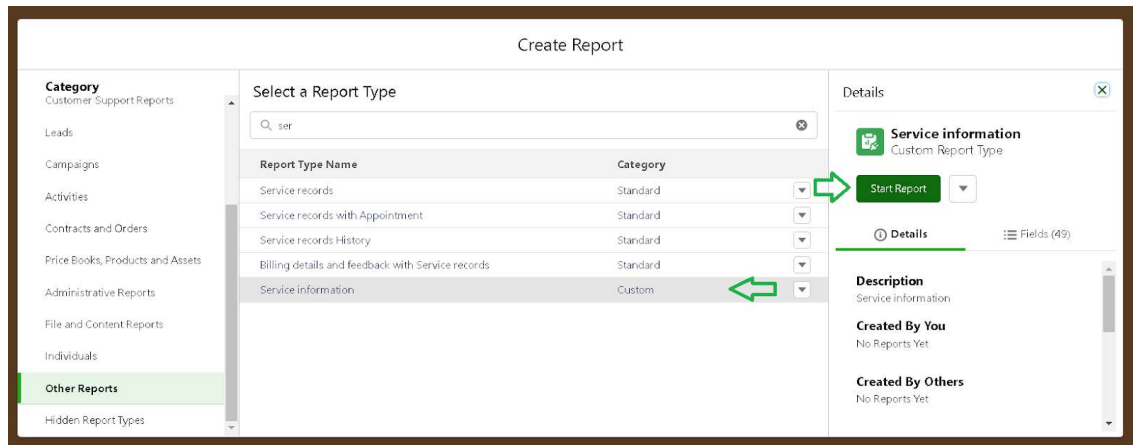 Create Report
Category
Customer Support Reports
Leads
Campaigns
Activities
Contracts and Orders
Price Books, Products and Assets
Administrative Reports
File and Content Reports
Individuals
Other Reports
Hidden Report Types
Select a Report Type
ser
Report Type Name Category
Service records Standard
Service records with Appointment Standard
Service records History Standard
Billing details and feedback with Service records Standard
Service information Custom
Details
Service information
Custom Report Type
Start Report
Details Fields (49)
Description
Service information
Created By You
No Reports Yet
Created By Others
No Reports Yet